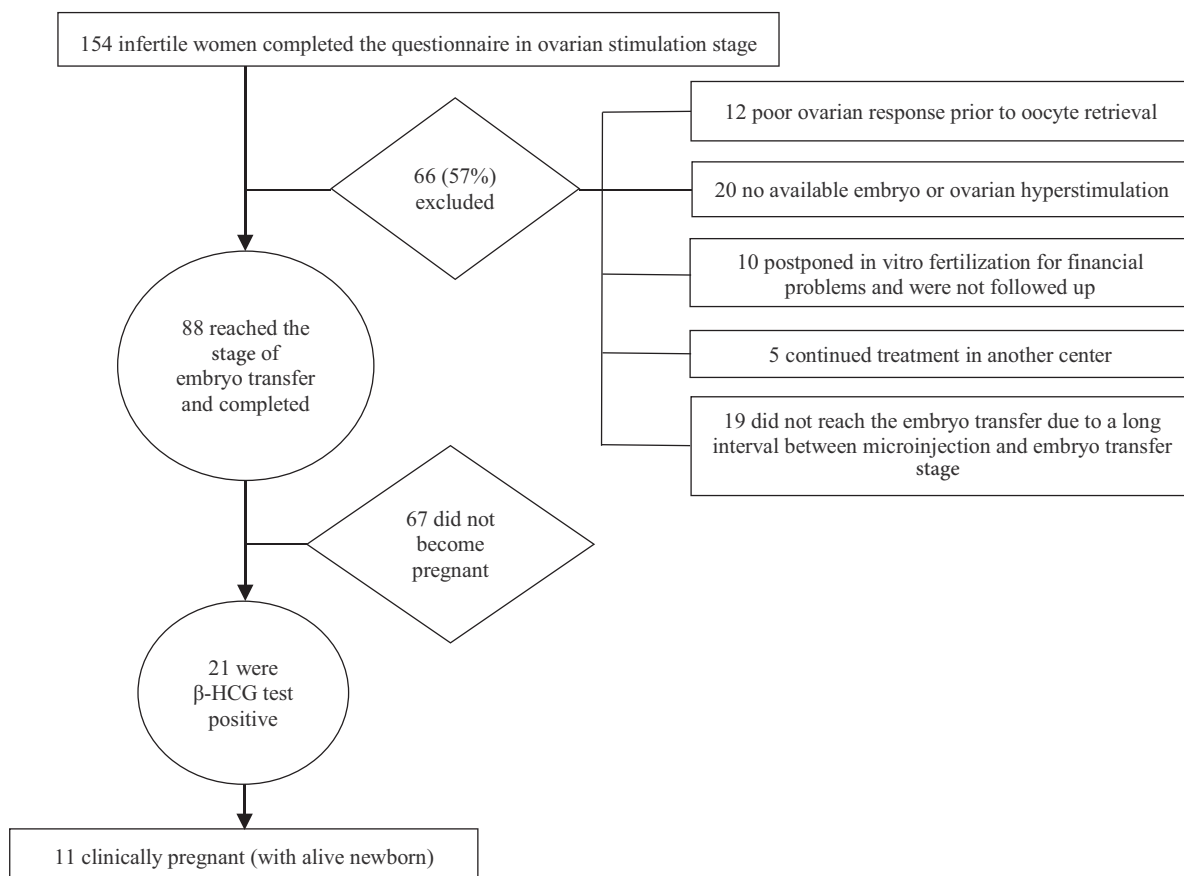 154 infertile women completed the questionnaire in ovarian stimulation stage
12 poor ovarian response prior to oocyte retrieval
66 (57%)
excluded
20 no available embryo or ovarian hyperstimulation
10 postponed in vitro fertilization for financial
problems and were not followed up
88 reached the
stage of
embryo transfer
and completed
5 continued treatment in another center
19 did not reach the embryo transfer due to a long
interval between microinjection and embryo transfer
stage
67 did not
become
pregnant
21 were
β-HCG test
positive
11 clinically pregnant (with alive newborn)